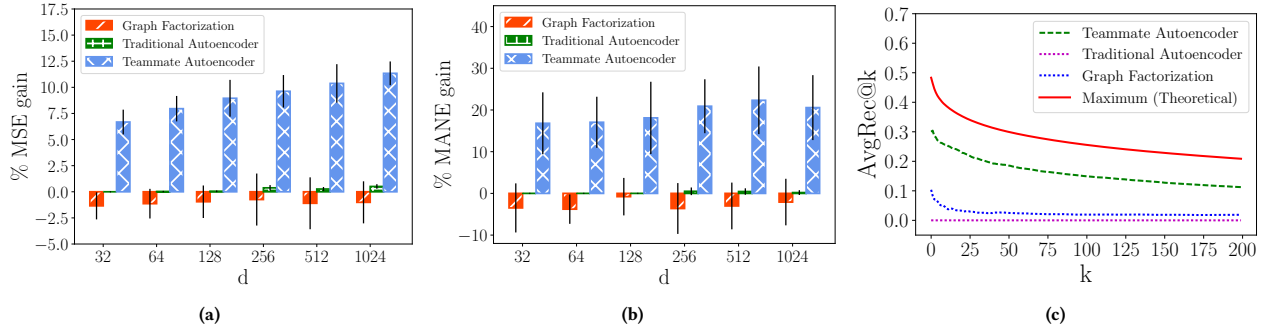 17.5
15.0
12.5
10.0
7.5
5.0
2.5
0.0
−2.5
−5.0
% MSE gain
Graph Factorization
Traditional Autoencoder
Teammate Autoencoder
32 64 128 256 512 1024
d
(a)
40
30
20
10
0
−10
% MANE gain
Graph Factorization
Traditional Autoencoder
Teammate Autoencoder
32 64 128 256 512 1024
d
(b)
0.7
0.6
0.5
0.4
0.3
0.2
0.1
0.0
AvgRec@k
Teammate Autoencoder
Traditional Autoencoder
Graph Factorization
Maximum (Theoretical)
0 25 50 75 100 125 150 175 200
k
(c)